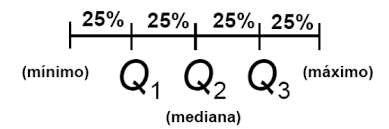 25% 25% 25% 25%
(mínimo) Q1 Q2 Q3 (máximo)
(mediana)